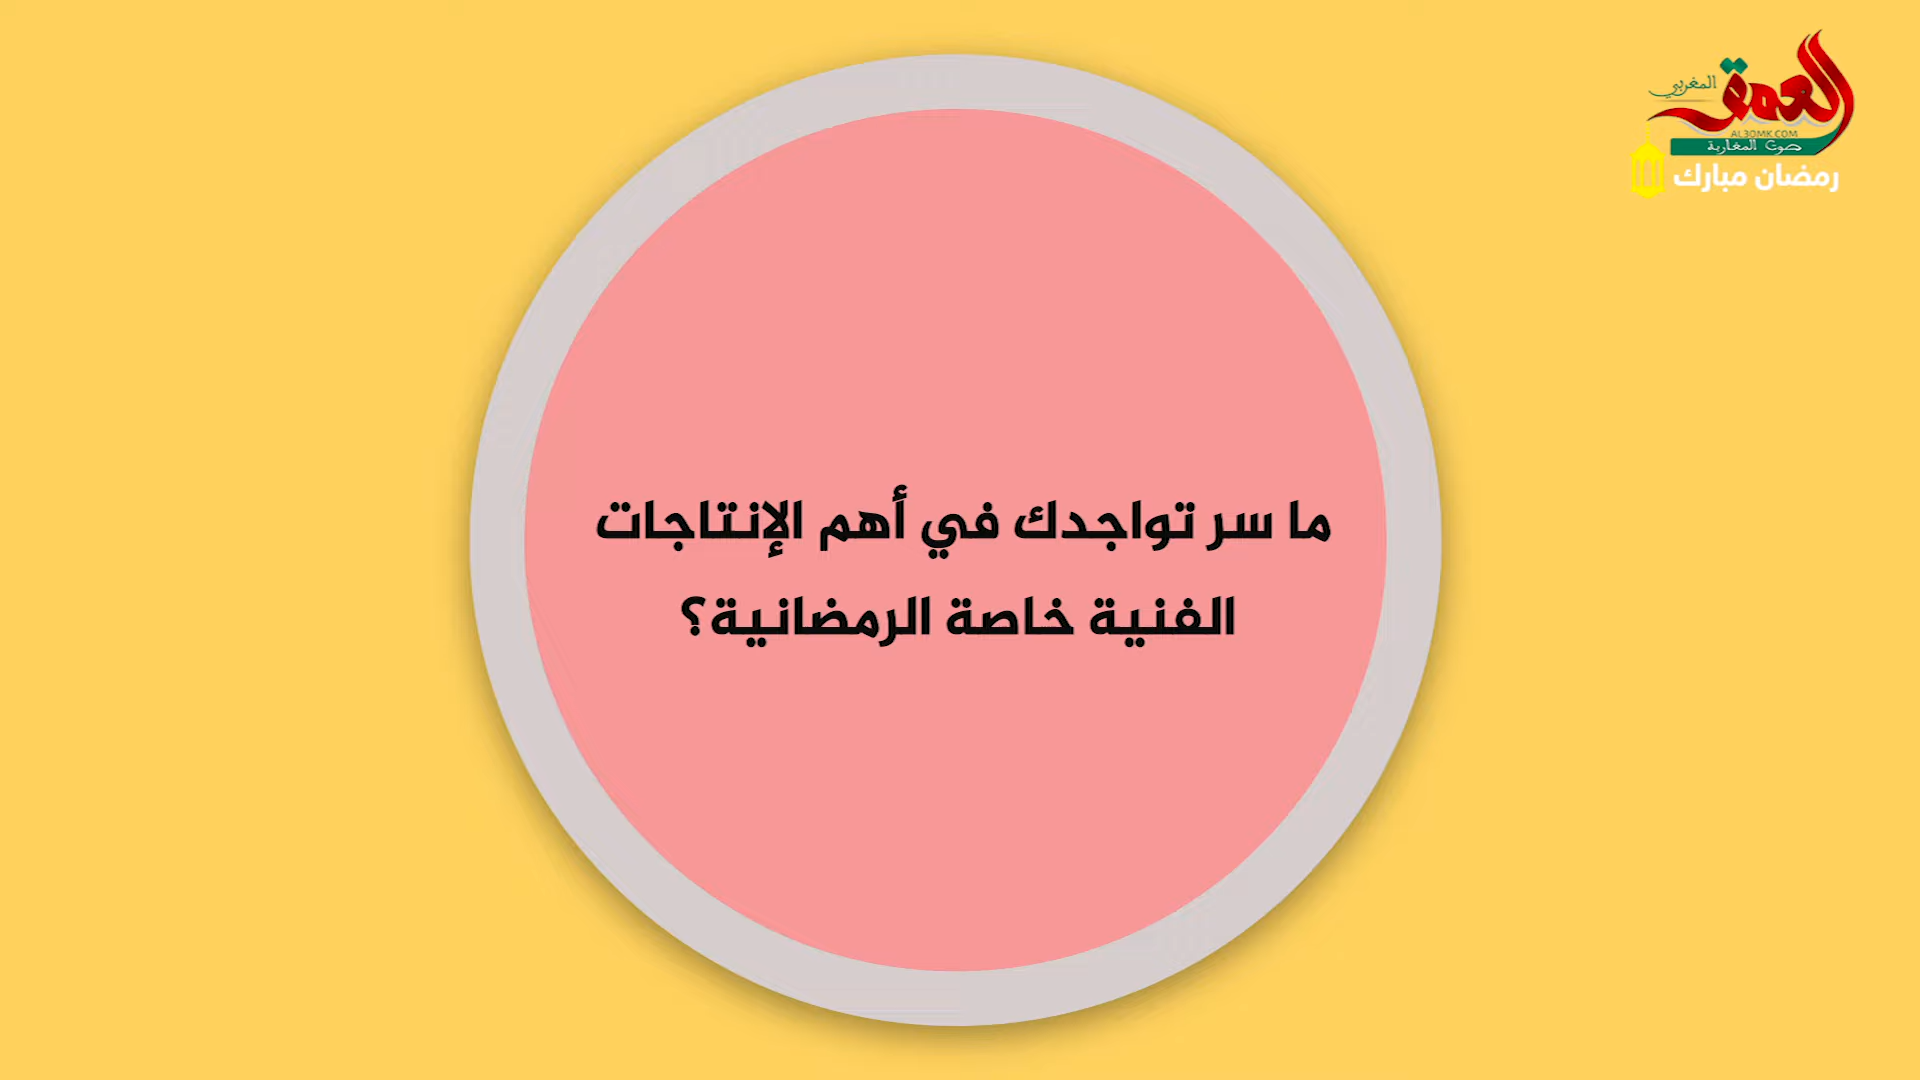 العمق
المغربي
AL3OMK.COM
صوت المغاربة
رمضان مبارك
ما سر تواجدك في أهم الإنتاجات
الفنية خاصة الرمضانية؟